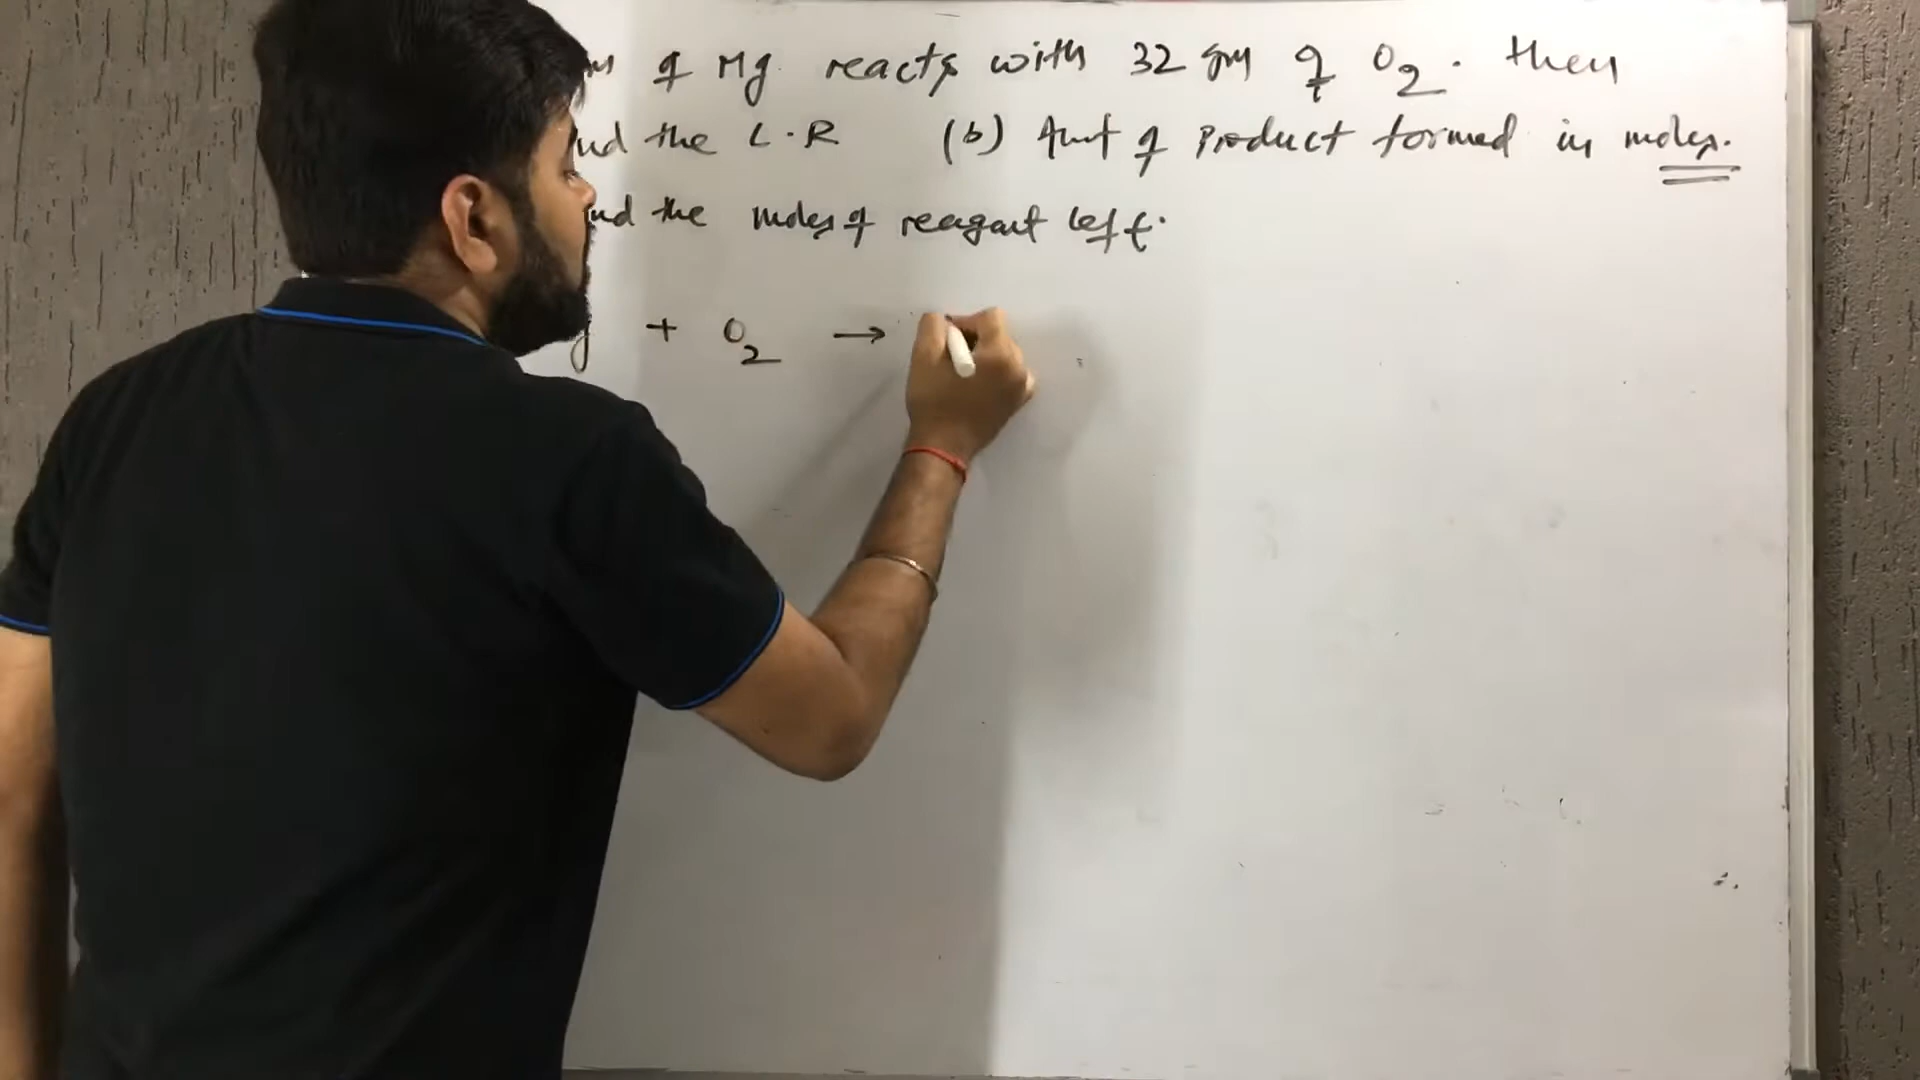 of Mg reacts with 32 gm of O2. then
the L.R (b) Amt of Product formed in moles.
the moles of reagent left.
+ O2 →